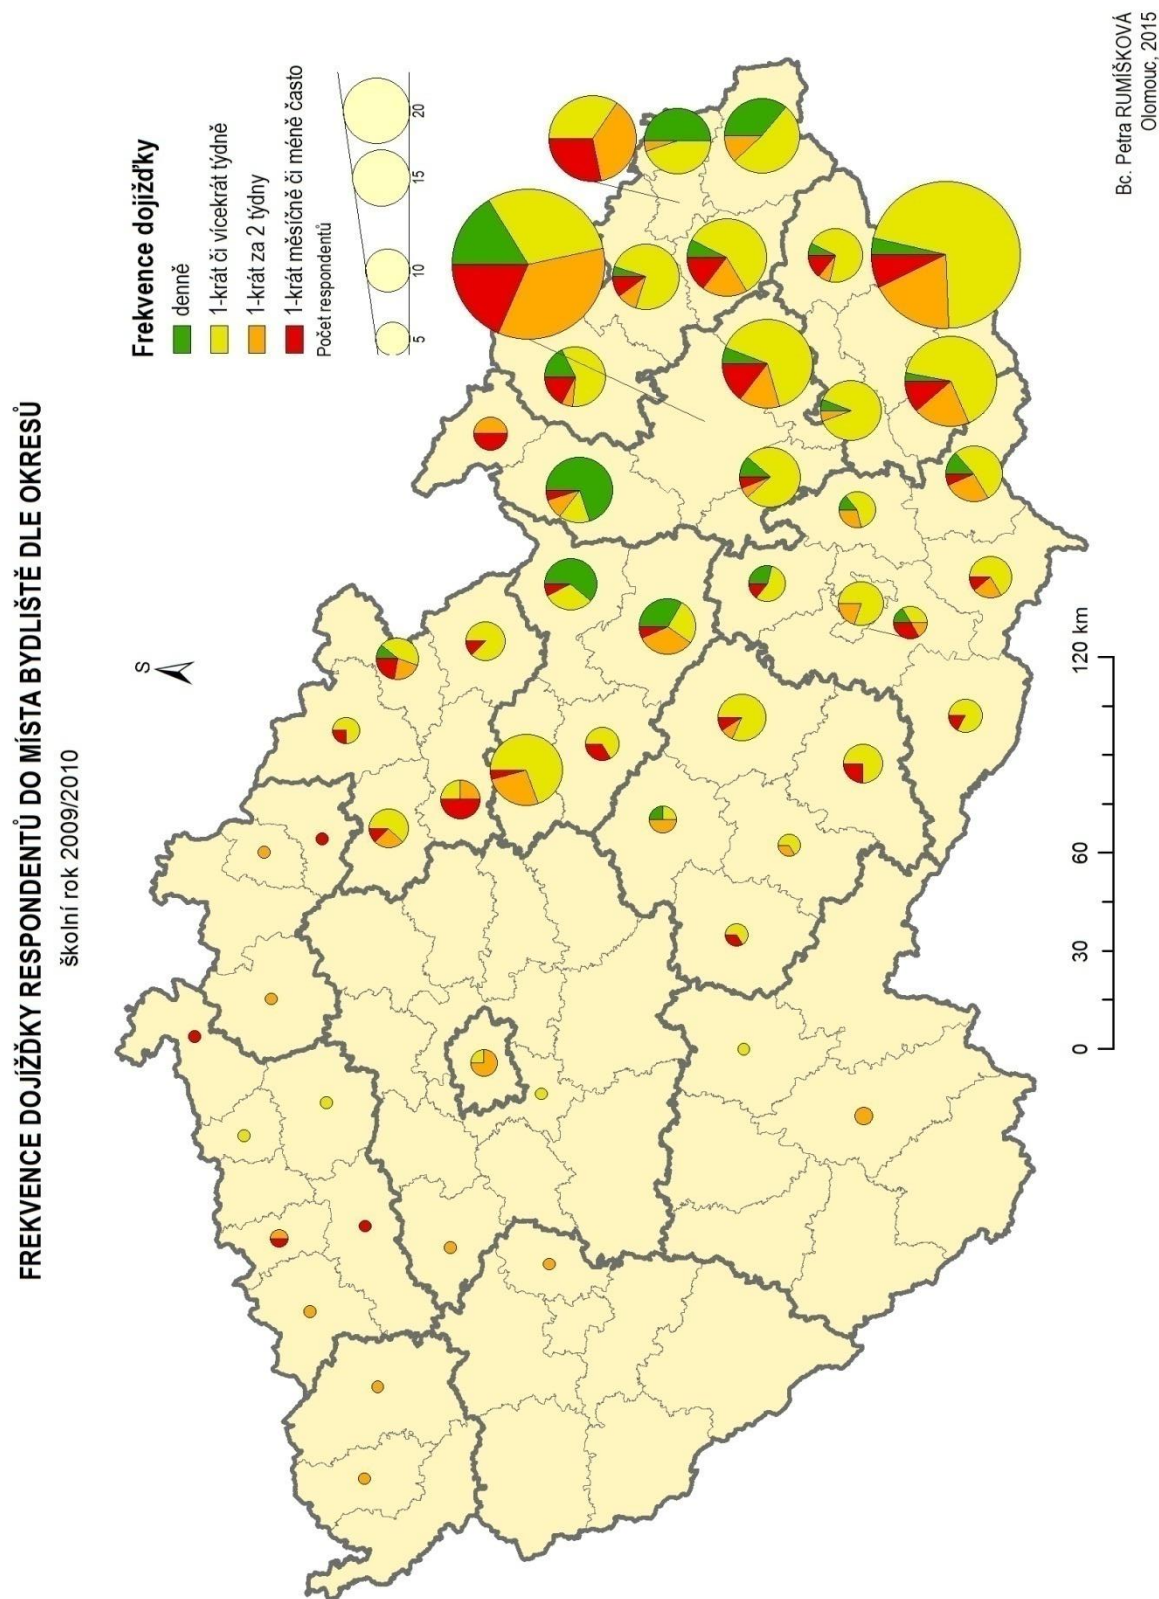 FREKVENCE DOJÍŽĎKY RESPONDENTŮ DO MÍSTA BYDLIŠTĚ DLE OKRESŮ
školní rok 2009/2010
S
Frekvence dojížďky
denně
1-krát či vícekrát týdně
1-krát za 2 týdny
1-krát měsíčně či méně často
Počet respondentů
5 10 15 20
0 30 60 120 km
Bc. Petra RUMÍŠKOVÁ
Olomouc, 2015